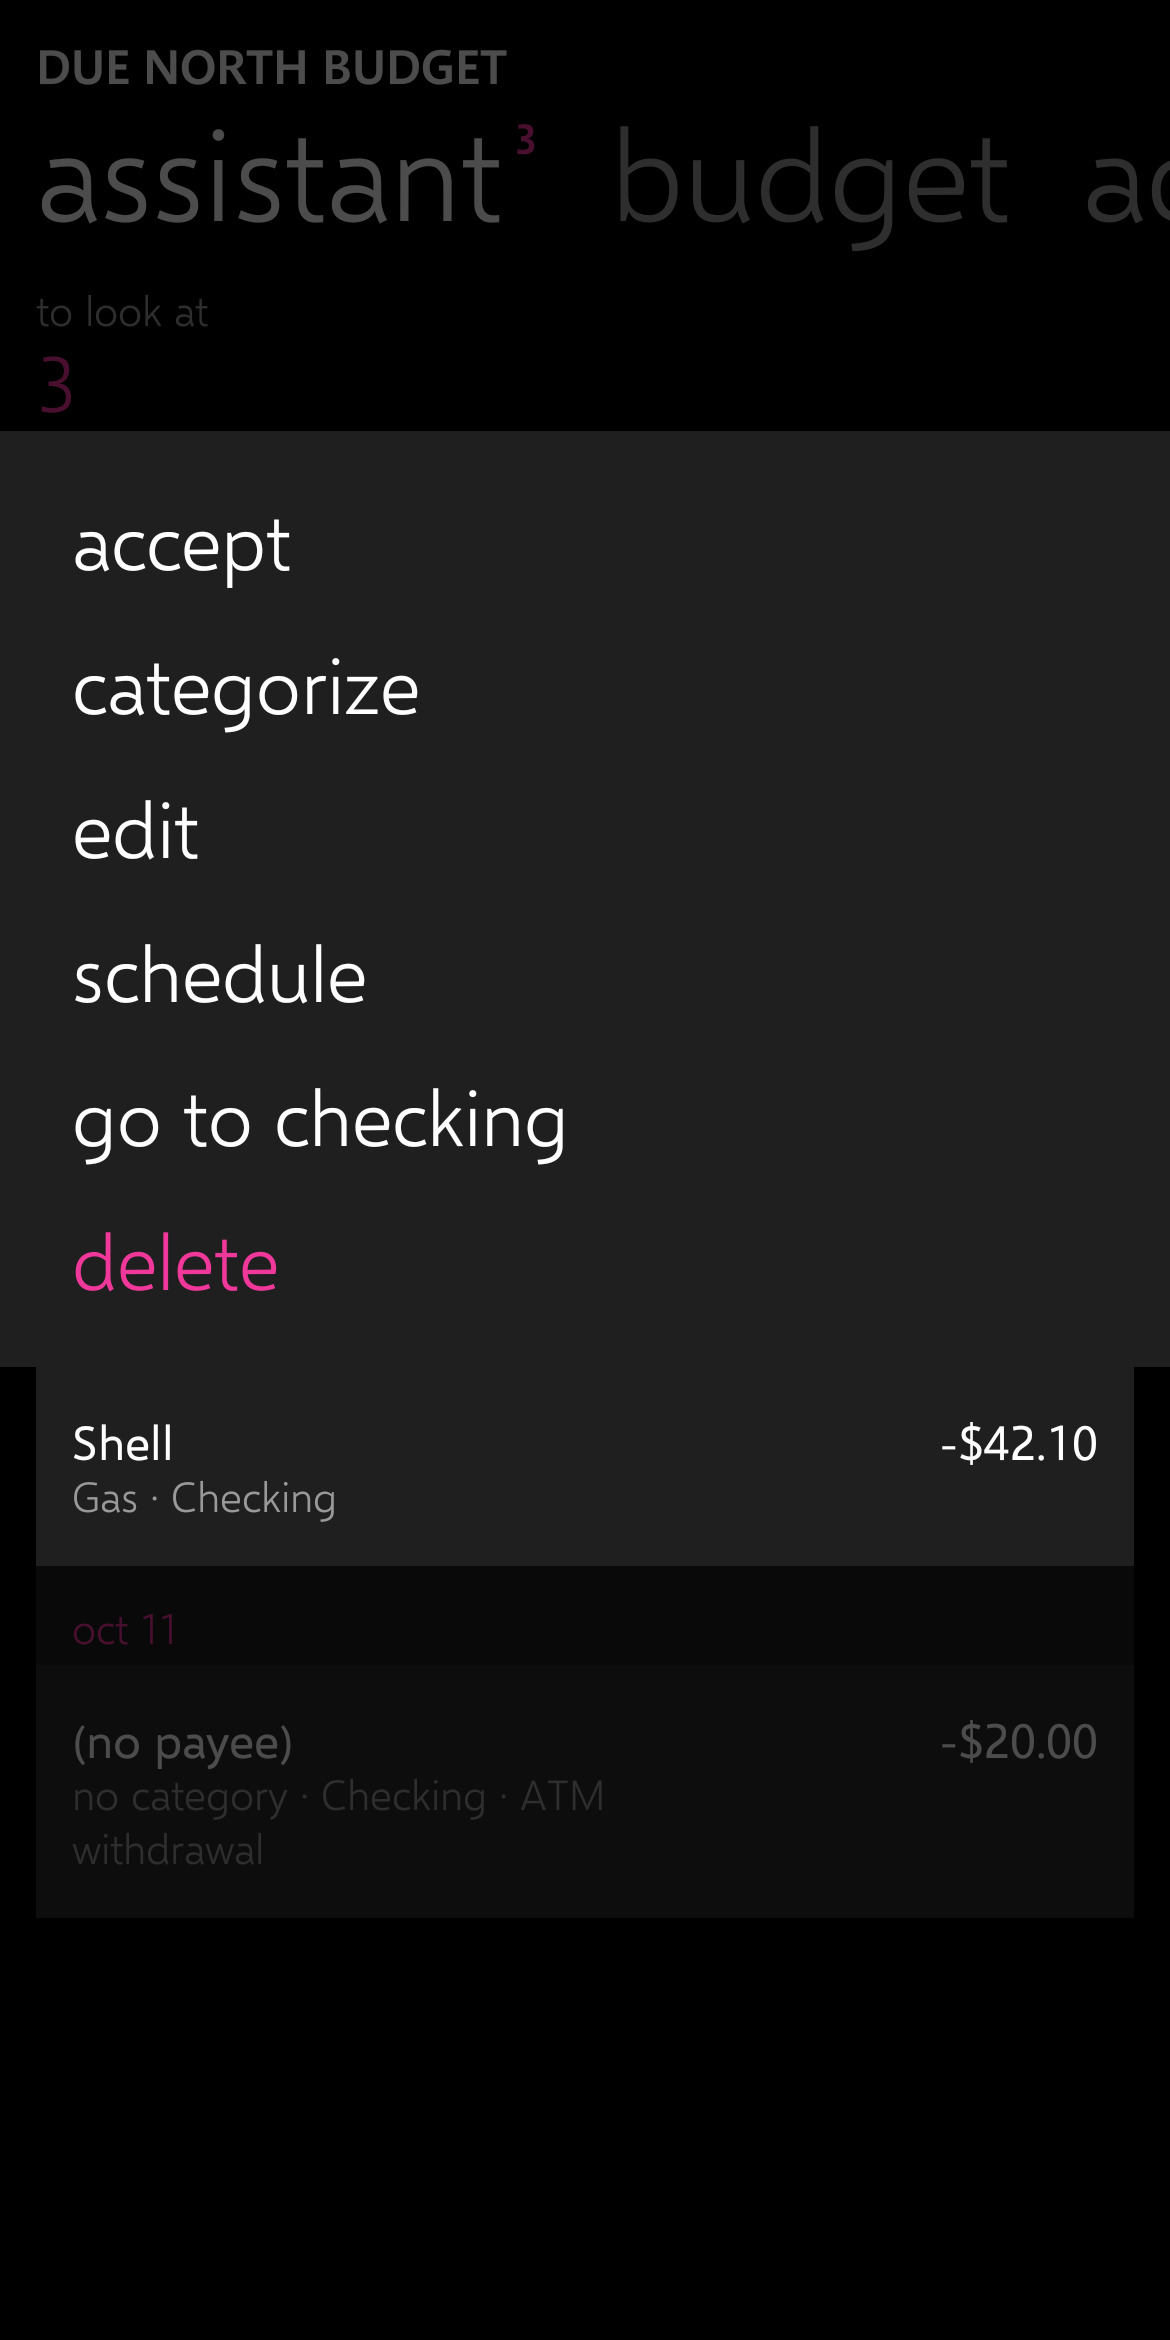 DUE NORTH BUDGET
assistant 3 budget ac
to look at
3
accept
categorize
edit
schedule
go to checking
delete
Shell -$42.10
Gas · Checking
oct 11
(no payee) -$20.00
no category · Checking · ATM
withdrawal